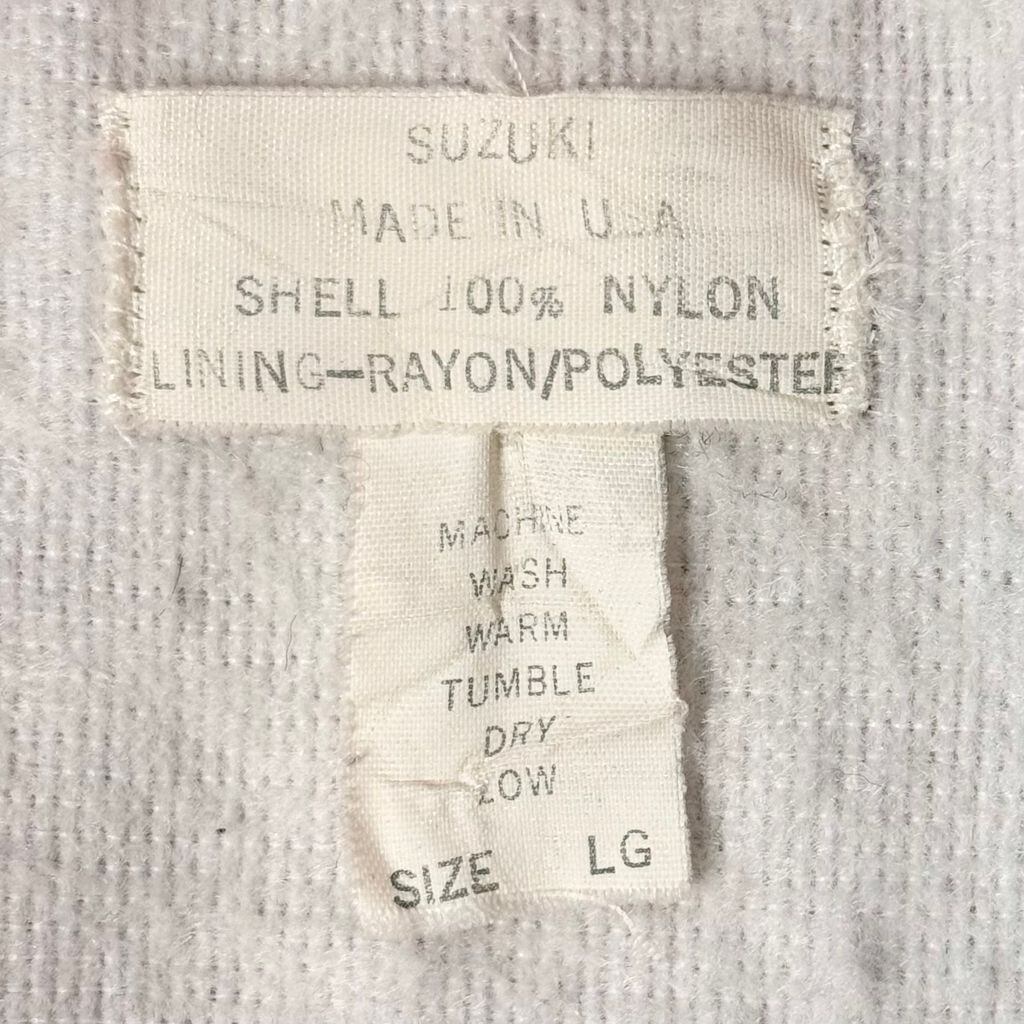 SUZUKI
MADE IN USA
SHELL 100% NYLON
LINING—RAYON/POLYESTER
MACHINE
WASH
WARM
TUMBLE
DRY
LOW
SIZE LG